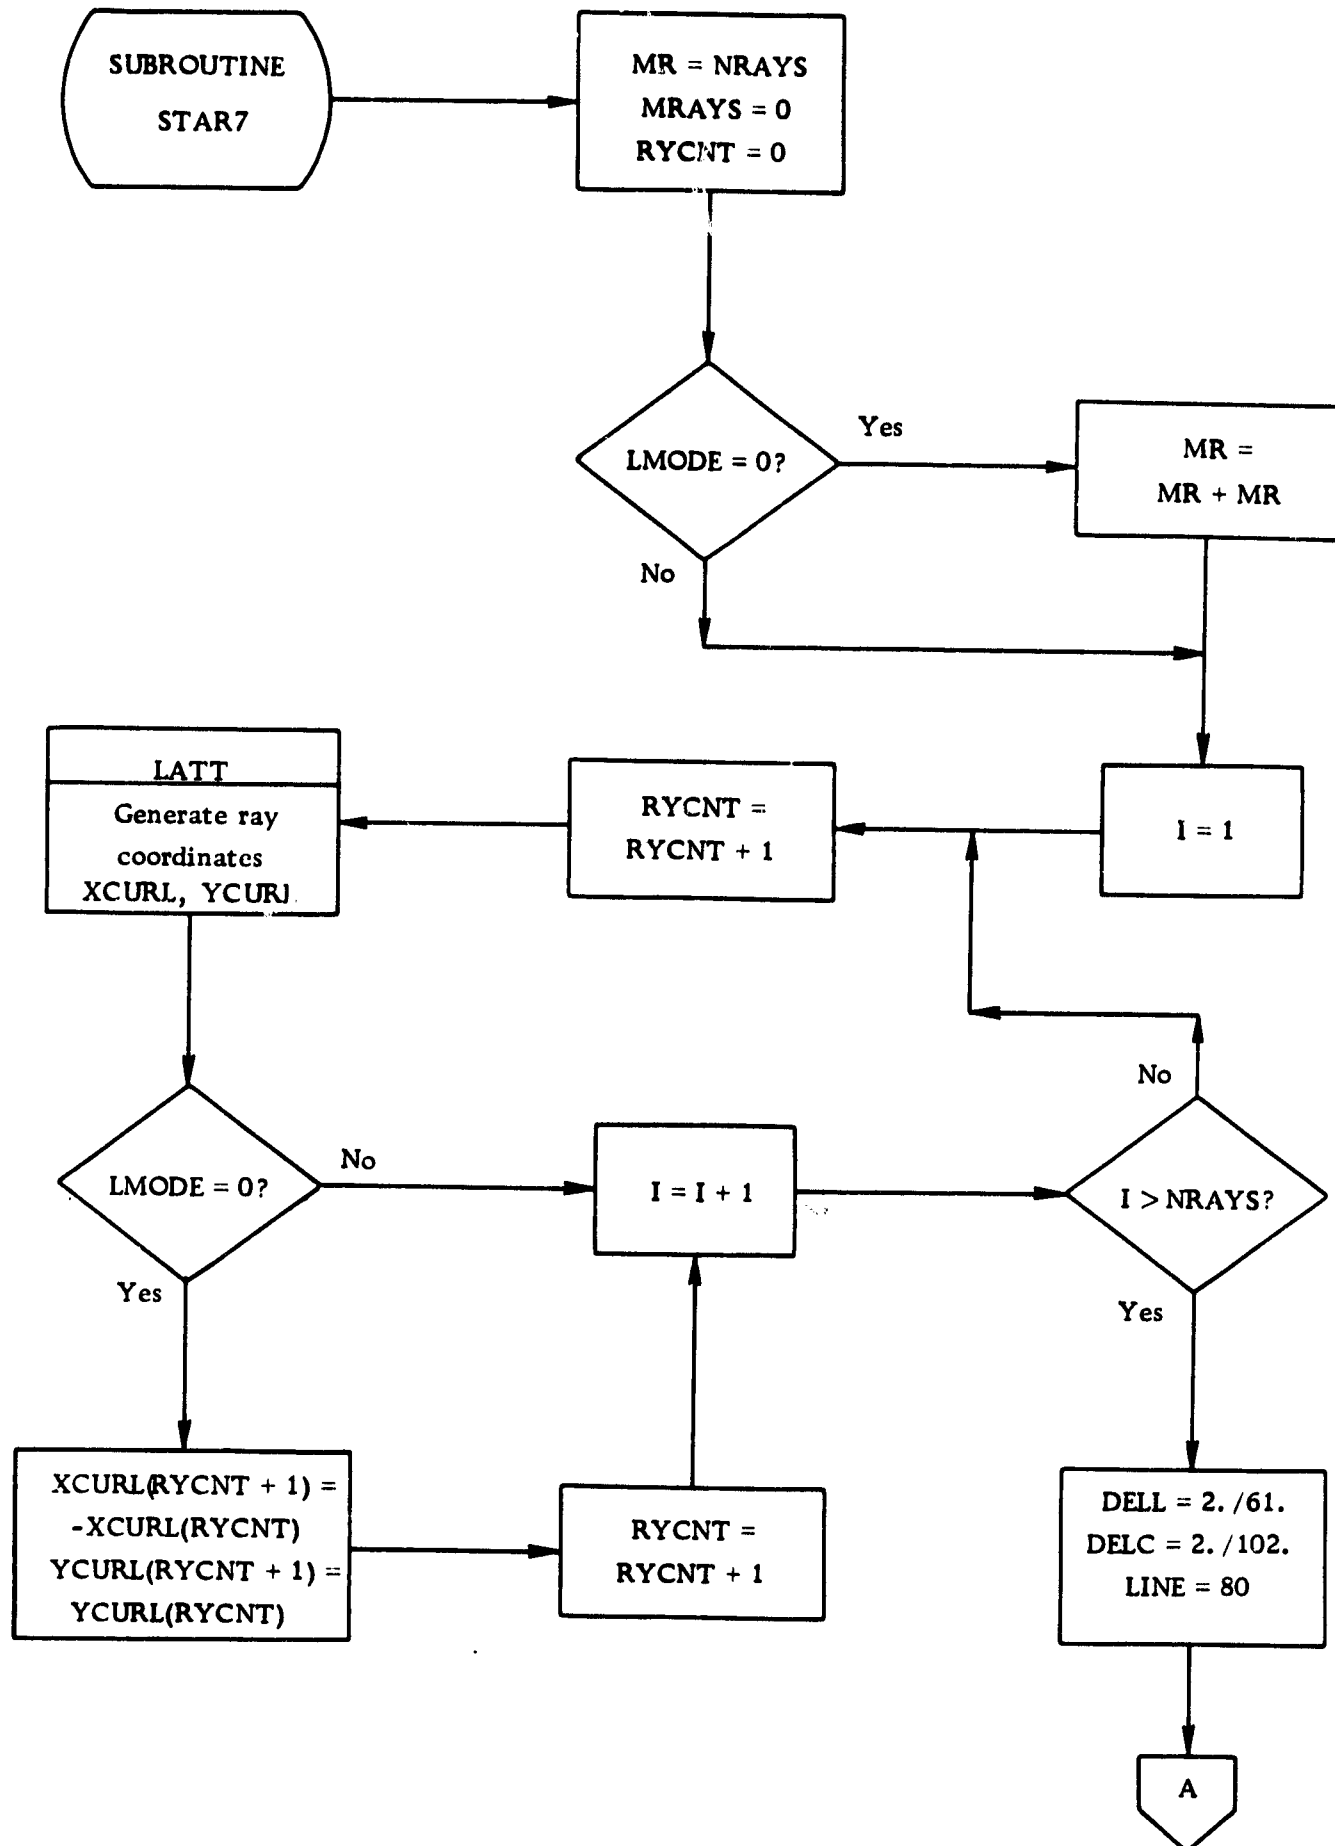 SUBROUTINE
STAR7
MR = NRAYS
MRAYS = 0
RYCNT = 0
LMODE = 0?
Yes
No
MR =
MR + MR
I = 1
RYCNT =
RYCNT + 1
LATT
Generate ray
coordinates
XCURL, YCURL
LMODE = 0?
No
Yes
XCURL(RYCNT + 1) =
-XCURL(RYCNT)
YCURL(RYCNT + 1) =
YCURL(RYCNT)
RYCNT =
RYCNT + 1
I = I + 1
I > NRAYS?
No
Yes
DELL = 2. /61.
DELC = 2. /102.
LINE = 80
A